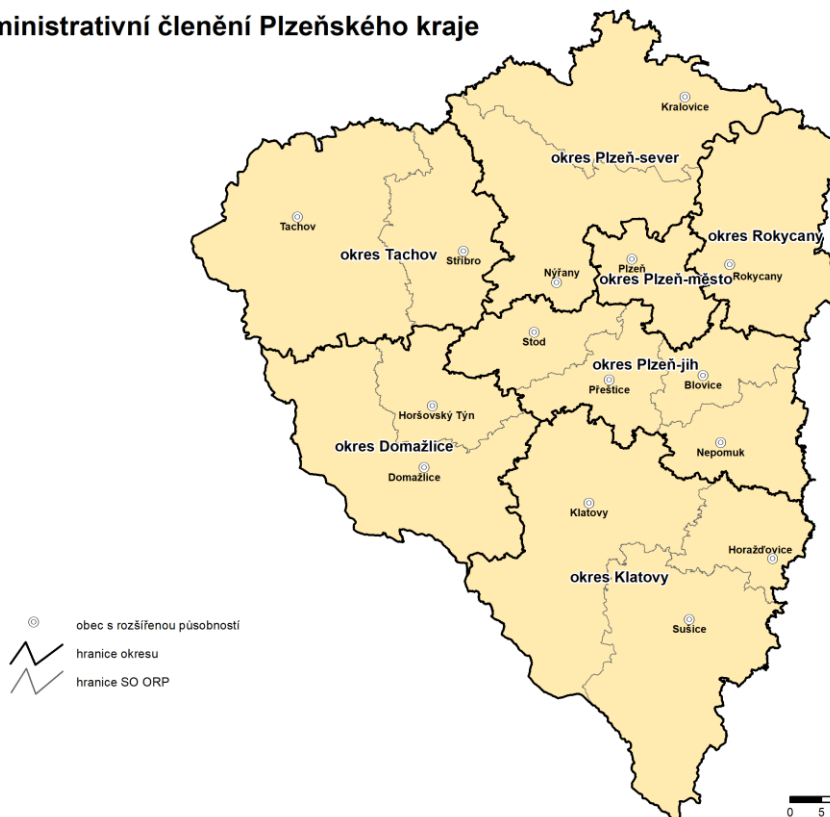 ministrativní členění Plzeňského kraje
Kralovice
okres Plzeň-sever
Tachov
okres Rokycany
okres Tachov
Stříbro
Nýřany
Plzeň
okres Plzeň-město
Rokycany
Stod
okres Plzeň-jih
Přeštice
Blovice
Horšovský Týn
okres Domažlice
Nepomuk
Domažlice
Klatovy
Horažďovice
okres Klatovy
Sušice
obec s rozšířenou působností
hranice okresu
hranice SO ORP
0 5